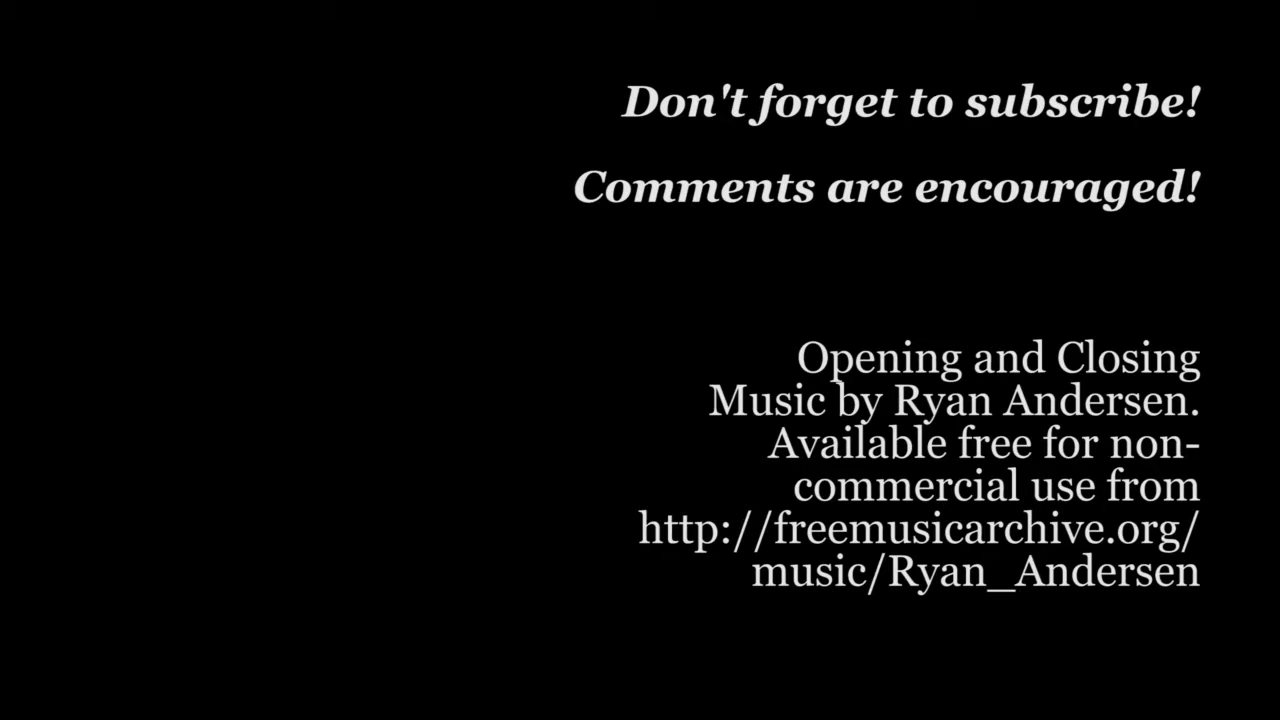 Don't forget to subscribe!
Comments are encouraged!
Opening and Closing
Music by Ryan Andersen.
Available free for non-
commercial use from
http://freemusicarchive.org/
music/Ryan_Andersen